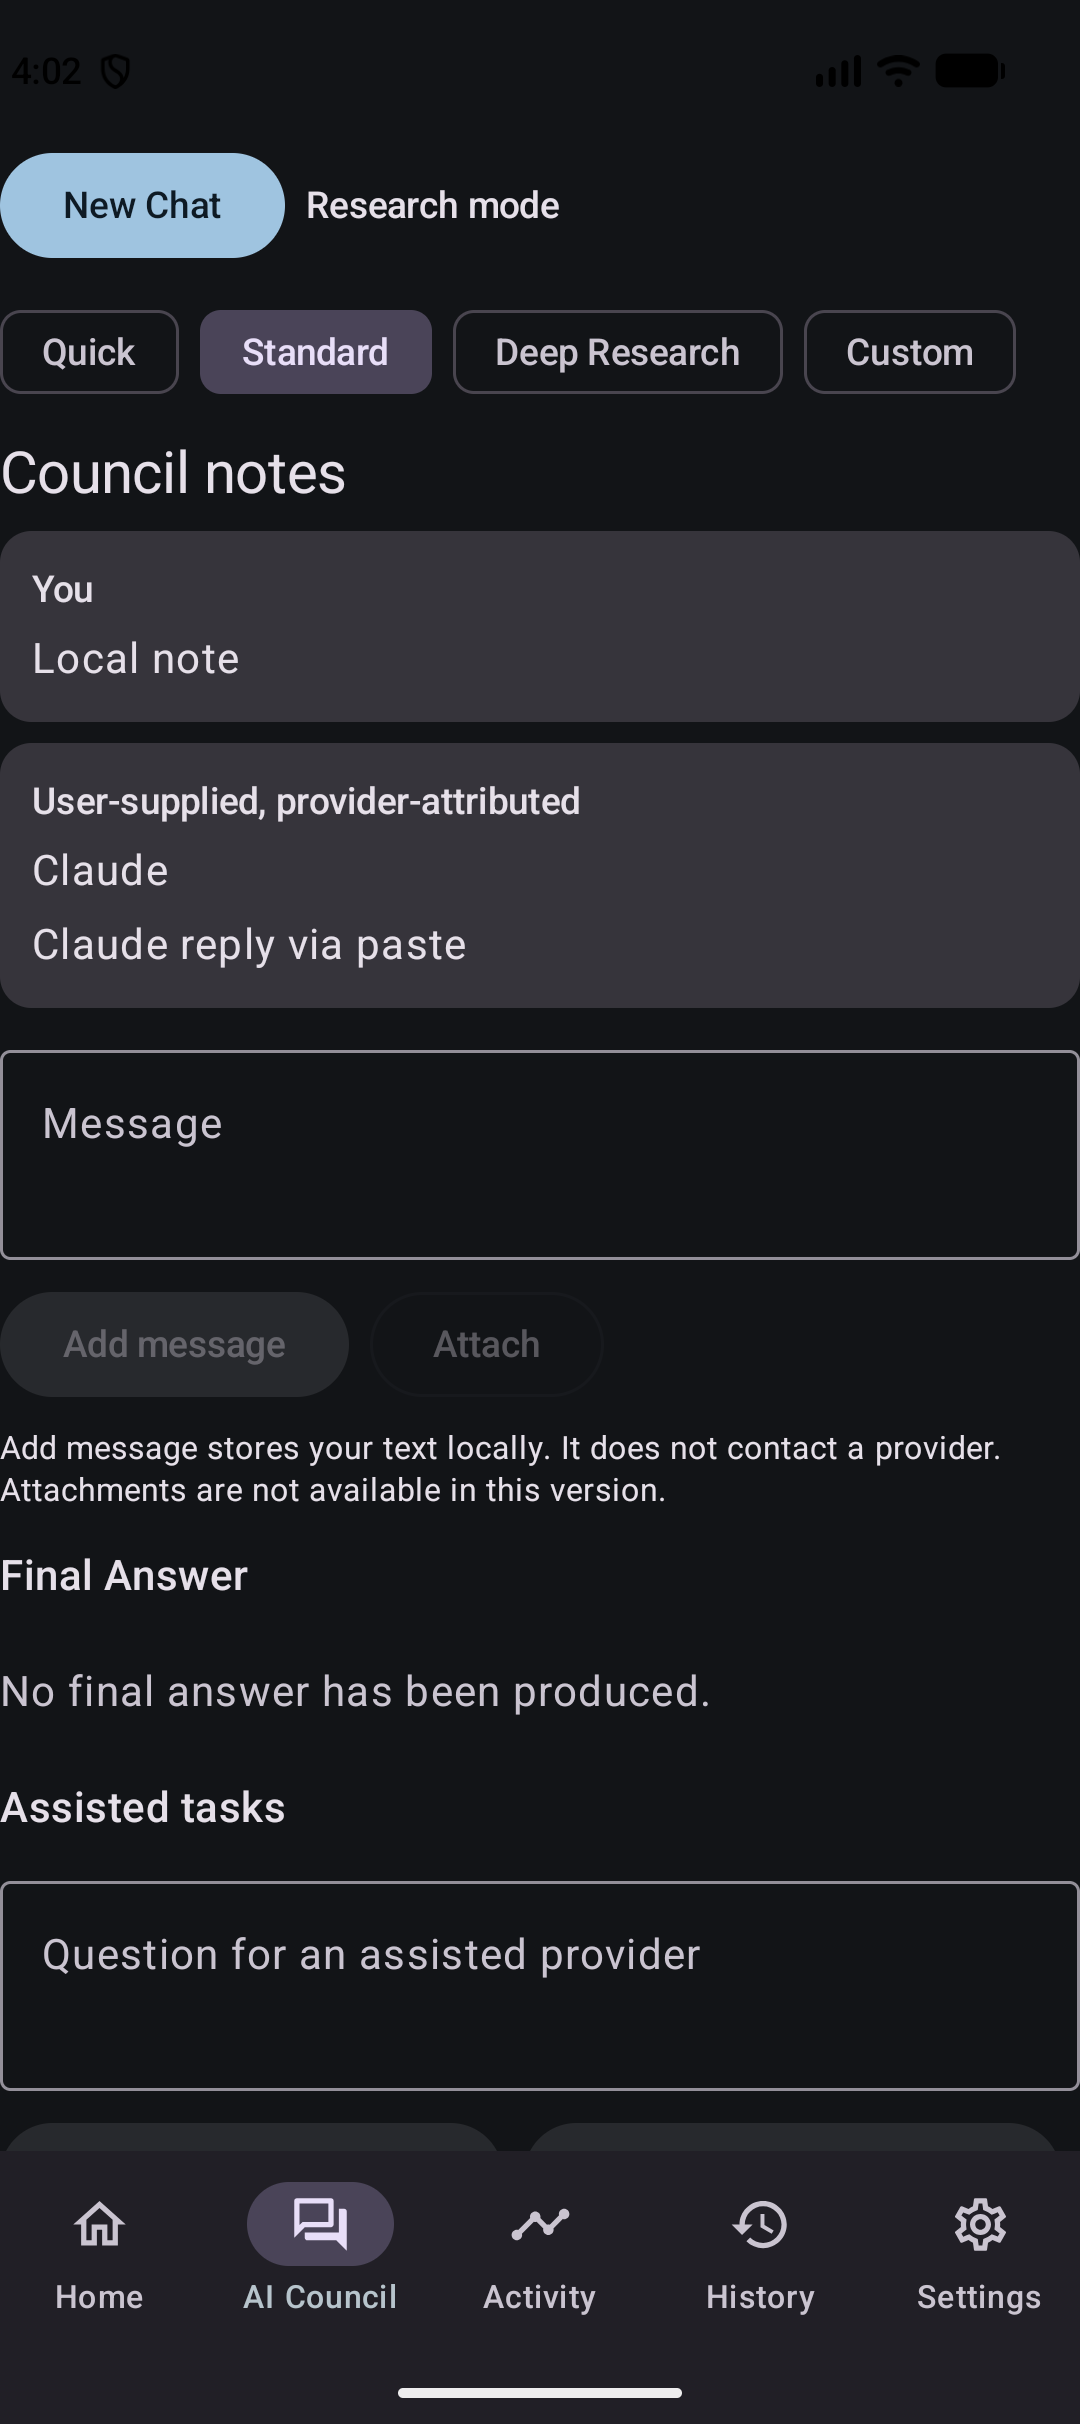 4:02
New Chat
Research mode
Quick
Standard
Deep Research
Custom
Council notes
You
Local note
User-supplied, provider-attributed
Claude
Claude reply via paste
Message
Add message
Attach
Add message stores your text locally. It does not contact a provider.
Attachments are not available in this version.
Final Answer
No final answer has been produced.
Assisted tasks
Question for an assisted provider
Home
AI Council
Activity
History
Settings